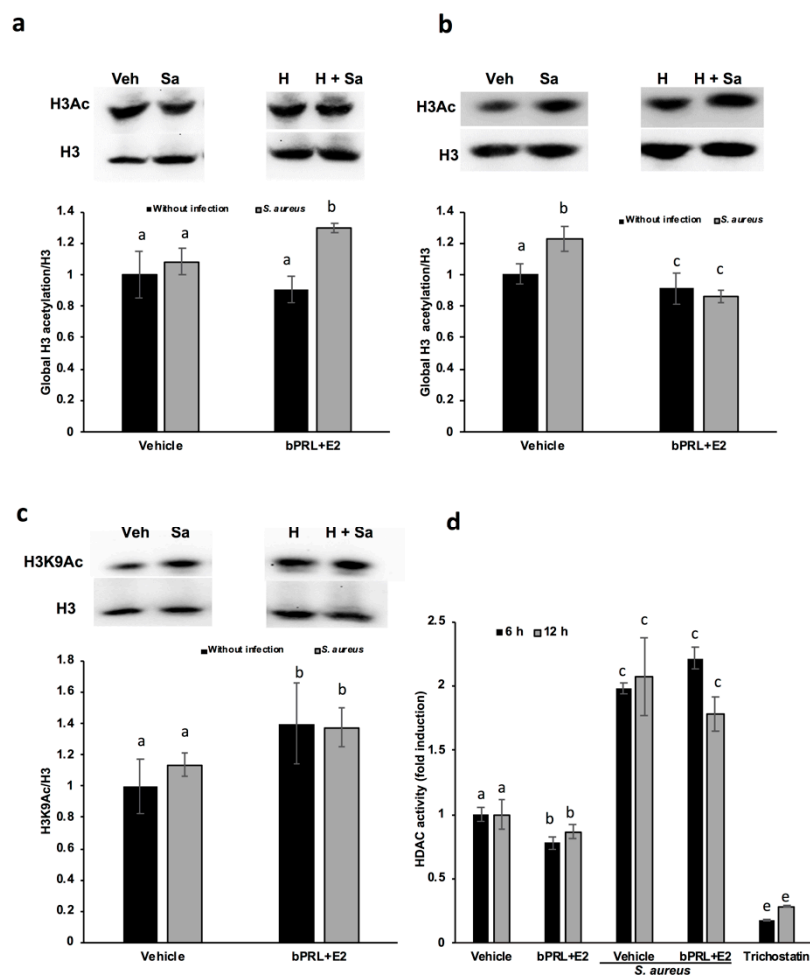 a
Veh Sa H H + Sa
H3Ac
H3
Without infection S. aureus
Global H3 acetylation/H3
1.4
1.2
1
0.8
0.6
0.4
0.2
0
a a a b
Vehicle bPRL+E2
b
Veh Sa H H + Sa
H3Ac
H3
Without infection S. aureus
Global H3 acetylation/H3
1.4
1.2
1
0.8
0.6
0.4
0.2
0
a b c c
Vehicle bPRL+E2
c
Veh Sa H H + Sa
H3K9Ac
H3
Without infection S. aureus
H3K9Ac/H3
1.8
1.6
1.4
1.2
1
0.8
0.6
0.4
0.2
0
a a b b
Vehicle bPRL+E2
d
6 h 12 h
HDAC activity (fold induction)
2.5
2
1.5
1
0.5
0
a a b b c c c c e e
Vehicle bPRL+E2 Vehicle bPRL+E2 Trichostatin
S. aureus